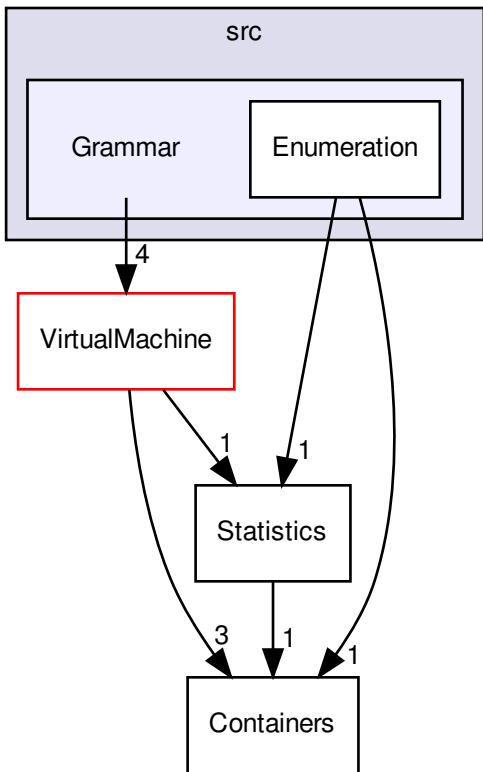 src
Grammar
Enumeration
4
VirtualMachine
1
1
Statistics
3
1
1
Containers